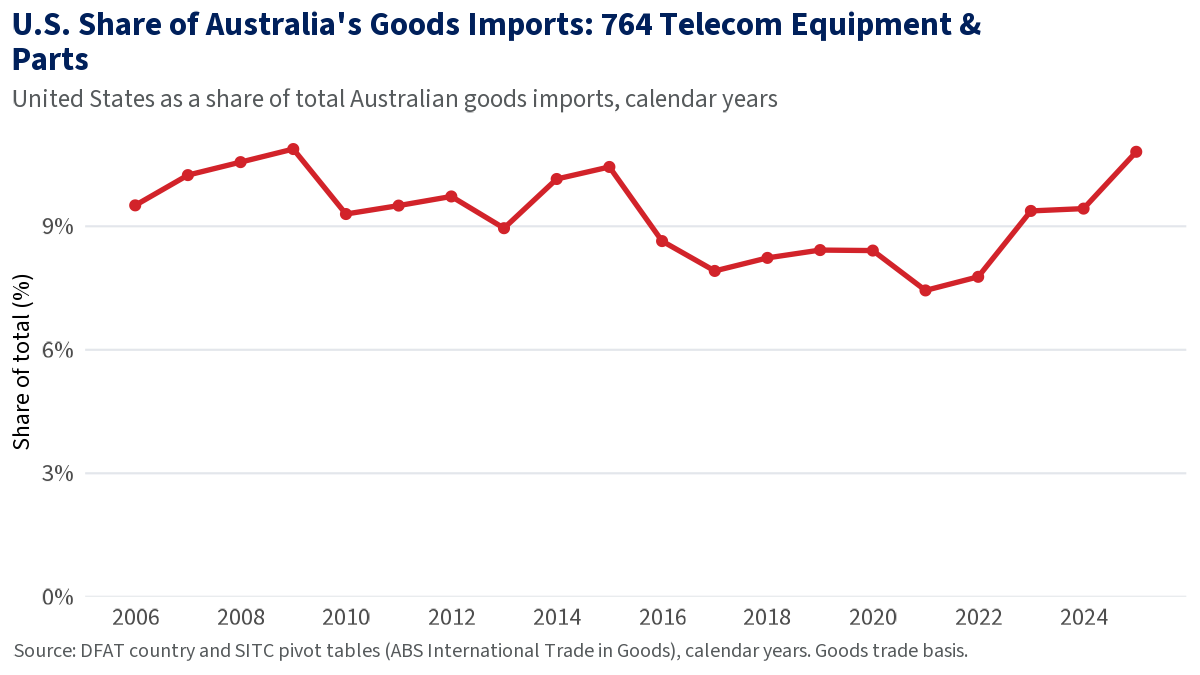 U.S. Share of Australia's Goods Imports: 764 Telecom Equipment &
Parts
United States as a share of total Australian goods imports, calendar years
Share of total (%)
9%
6%
3%
0%
2006 2008 2010 2012 2014 2016 2018 2020 2022 2024
Source: DFAT country and SITC pivot tables (ABS International Trade in Goods), calendar years. Goods trade basis.